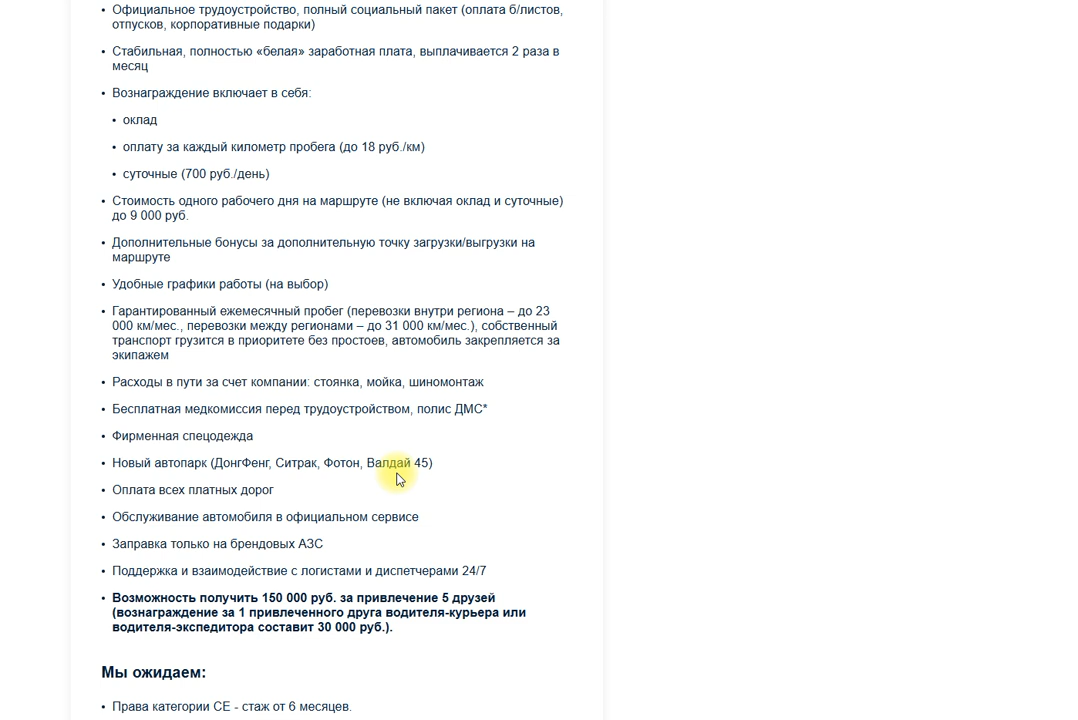 • Официальное трудоустройство, полный социальный пакет (оплата б/листов,
отпусков, корпоративные подарки)
• Стабильная, полностью «белая» заработная плата, выплачивается 2 раза в
месяц
• Вознаграждение включает в себя:
• оклад
• оплату за каждый километр пробега (до 18 руб./км)
• суточные (700 руб./день)
• Стоимость одного рабочего дня на маршруте (не включая оклад и суточные)
до 9 000 руб.
• Дополнительные бонусы за дополнительную точку загрузки/выгрузки на
маршруте
• Удобные графики работы (на выбор)
• Гарантированный ежемесячный пробег (перевозки внутри региона – до 23
000 км/мес., перевозки между регионами – до 31 000 км/мес.), собственный
транспорт грузится в приоритете без простоев, автомобиль закрепляется за
экипажем
• Расходы в пути за счет компании: стоянка, мойка, шиномонтаж
• Бесплатная медкомиссия перед трудоустройством, полис ДМС*
• Фирменная спецодежда
• Новый автопарк (ДонгФенг, Ситрак, Фотон, Валдай 45)
• Оплата всех платных дорог
• Обслуживание автомобиля в официальном сервисе
• Заправка только на брендовых АЗС
• Поддержка и взаимодействие с логистами и диспетчерами 24/7
• Возможность получить 150 000 руб. за привлечение 5 друзей
(вознаграждение за 1 привлеченного друга водителя-курьера или
водителя-экспедитора составит 30 000 руб.).
Мы ожидаем:
• Права категории СЕ - стаж от 6 месяцев.